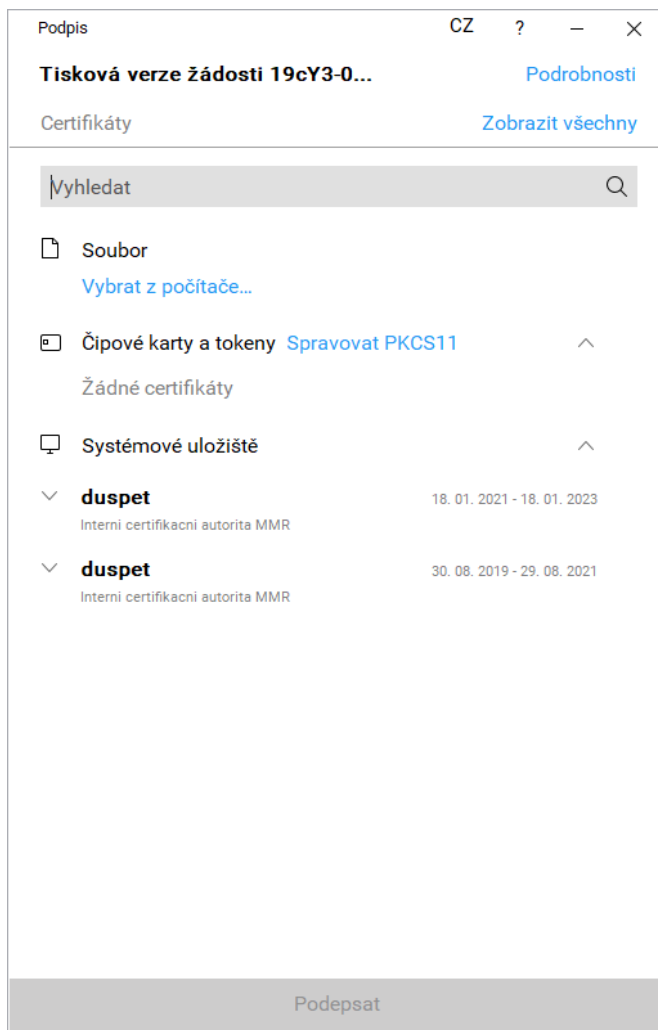 Podpis CZ ?
Tisková verze žádosti 19cY3-0... Podrobnosti
Certifikáty Zobrazit všechny
Vyhledat
Soubor
Vybrat z počítače...
Čipové karty a tokeny Spravovat PKCS11
Žádné certifikáty
Systémové uložiště
duspet 18. 01. 2021 - 18. 01. 2023
Interni certifikacni autorita MMR
duspet 30. 08. 2019 - 29. 08. 2021
Interni certifikacni autorita MMR
Podepsat